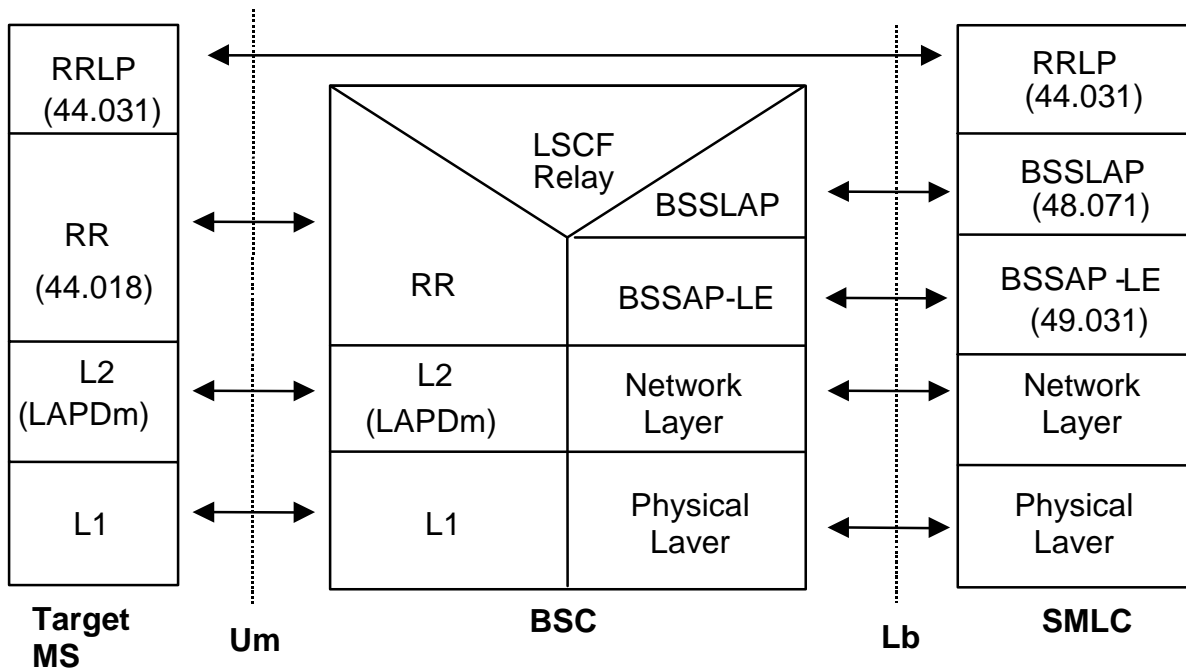 RRLP
(44.031)
RR
(44.018)
L2
(LAPDm)
L1
Target
MS
Um
LSCF
Relay
BSSLAP
RR
BSSAP-LE
L2
(LAPDm)
Network
Layer
L1
Physical
Laver
BSC
Lb
RRLP
(44.031)
BSSLAP
(48.071)
BSSAP -LE
(49.031)
Network
Layer
Physical
Laver
SMLC